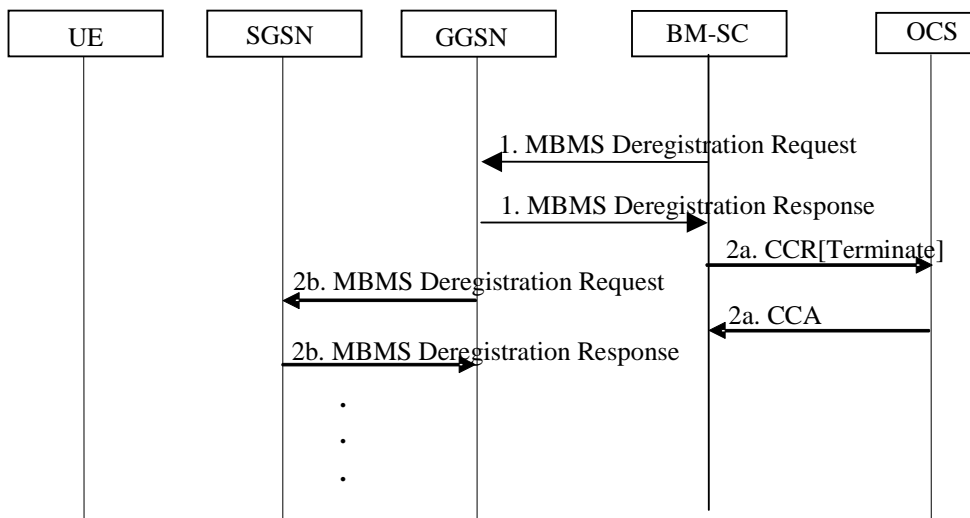 UE
SGSN
GGSN
BM-SC
OCS
1. MBMS Deregistration Request
1. MBMS Deregistration Response
2a. CCR[Terminate]
2b. MBMS Deregistration Request
2a. CCA
2b. MBMS Deregistration Response
.
.
.